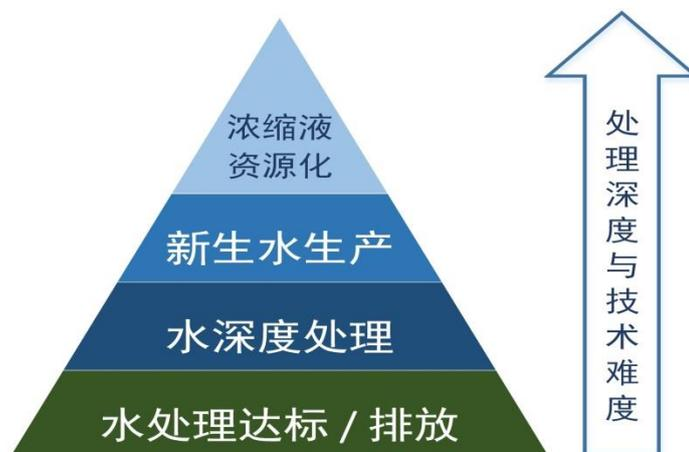 浓缩液
资源化
新生水生产
水深度处理
水处理达标 / 排放
处理深度与技术难度